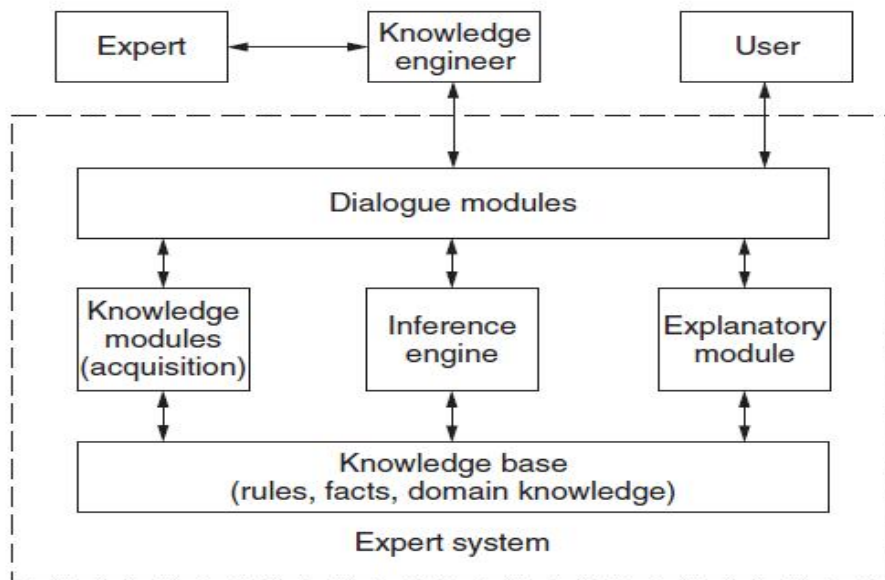 Expert
Knowledge
engineer
User
Dialogue modules
Knowledge
modules
(acquisition)
Inference
engine
Explanatory
module
Knowledge base
(rules, facts, domain knowledge)
Expert system